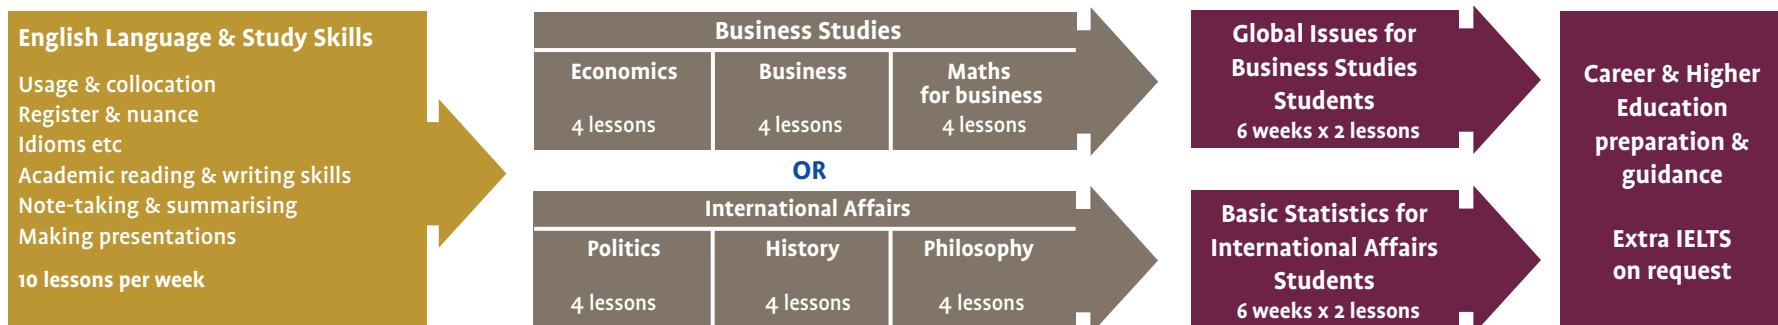 English Language & Study Skills
Usage & collocation
Register & nuance
Idioms etc
Academic reading & writing skills
Note-taking & summarising
Making presentations
10 lessons per week
Business Studies
Economics
4 lessons
Business
4 lessons
Maths
for business
4 lessons
OR
International Affairs
Politics
4 lessons
History
4 lessons
Philosophy
4 lessons
Global Issues for
Business Studies
Students
6 weeks x 2 lessons
Basic Statistics for
International Affairs
Students
6 weeks x 2 lessons
Career & Higher
Education
preparation &
guidance
Extra IELTS
on request